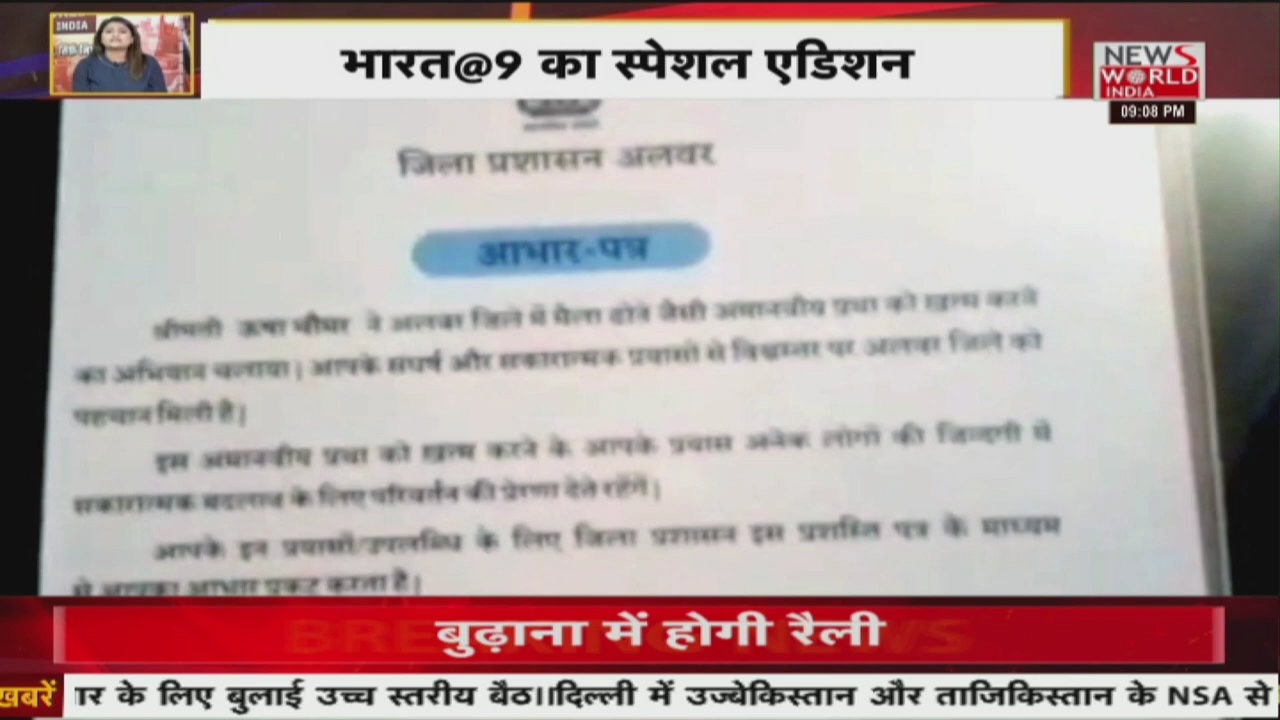 INDIA
भारत@9 का स्पेशल एडिशन
NEWS
WORLD
INDIA
09:08 PM
जिला प्रशासन अलवर
आभार-पत्र
श्रीमती ऊषा चौमर ने अलवर जिले में मैला ढोने जैसी अमानवीय प्रथा को खत्म करने
का अभियान चलाया। आपके संघर्ष और सकारात्मक प्रयासों से विश्वस्तर पर अलवर जिले को
पहचान मिली है।
इस अमानवीय प्रथा को खत्म करने के आपके प्रयास अनेक लोगों की जिन्दगी में
सकारात्मक बदलाव के लिए परिवर्तन की प्रेरणा देते रहेंगें।
आपके इन प्रयासों/उपलब्धि के लिए जिला प्रशासन इस प्रशस्ति पत्र के माध्यम
से आपका आभार प्रकट करता है।
बुढ़ाना में होगी रैली
खबरें ार के लिए बुलाई उच्च स्तरीय बैठ।।दिल्ली में उज्बेकिस्तान और ताजिकिस्तान के NSA से